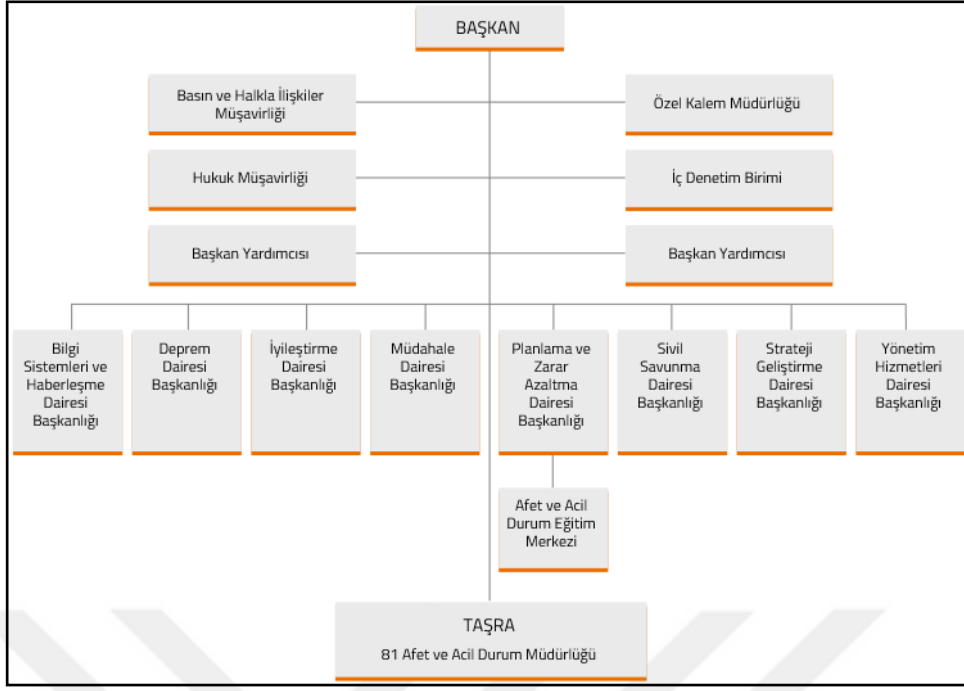 BAŞKAN
Basın ve Halkla İlişkiler
Müşavirliği
Özel Kalem Müdürlüğü
Hukuk Müşavirliği
İç Denetim Birimi
Başkan Yardımcısı
Başkan Yardımcısı
Bilgi
Sistemleri ve
Haberleşme
Dairesi
Başkanlığı
Deprem
Dairesi
Başkanlığı
İyileştirme
Dairesi
Başkanlığı
Müdahale
Dairesi
Başkanlığı
Planlama ve
Zarar
Azaltma
Dairesi
Başkanlığı
Sivil
Savunma
Dairesi
Başkanlığı
Strateji
Geliştirme
Dairesi
Başkanlığı
Yönetim
Hizmetleri
Dairesi
Başkanlığı
Afet ve Acil
Durum Eğitim
Merkezi
TAŞRA
81 Afet ve Acil Durum Müdürlüğü